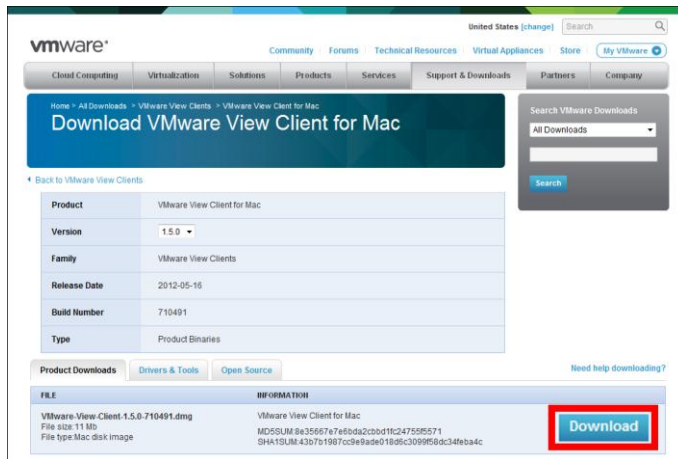 United States [change]
Search
vmware
Community Forums Technical Resources Virtual Appliances Store My VMware
Cloud Computing Virtualization Solutions Products Services Support & Downloads Partners Company
Home > All Downloads > VMware View Clients > VMware View Client for Mac
Download VMware View Client for Mac
Search VMware Downloads
All Downloads
Search
Back to VMware View Clients
Product VMware View Client for Mac
Version 1.5.0
Family VMware View Clients
Release Date 2012-05-16
Build Number 710491
Type Product Binaries
Product Downloads Drivers & Tools Open Source Need help downloading?
FILE INFORMATION
VMware-View-Client-1.5.0-710491.dmg
File size:11 Mb
File type:Mac disk image
VMware View Client for Mac
MD5SUM:8e35667e7e6bda2cbbd1fc24755f5571
SHA1SUM:43b7b1987cc9e9ade018d6c3099f58dc34feba4c
Download